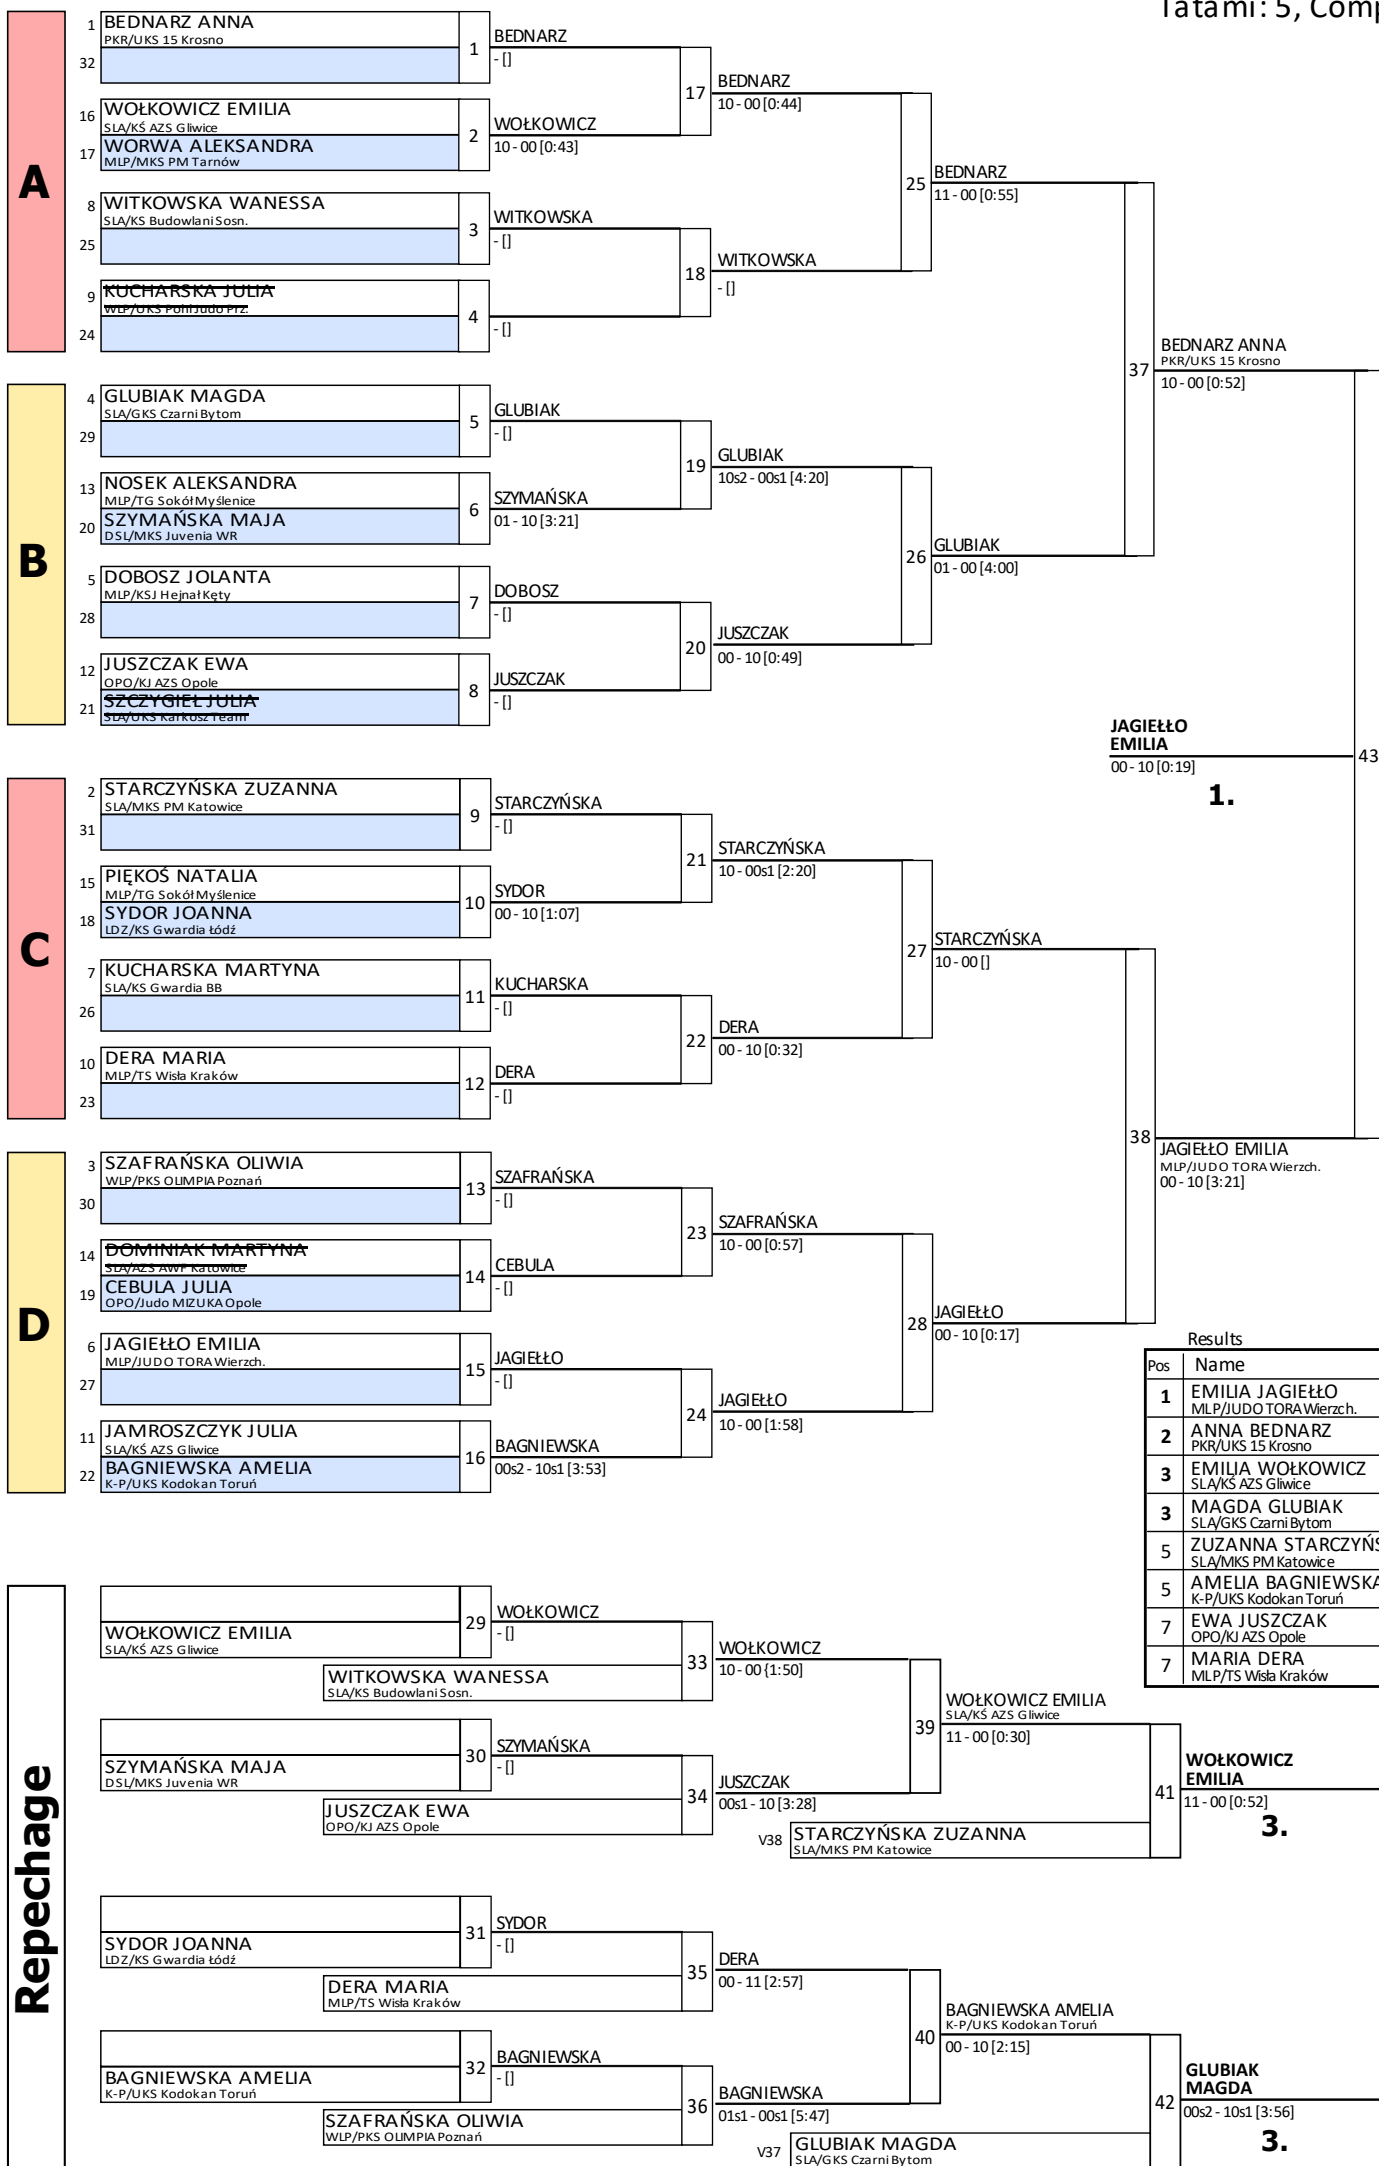 Tatami: 5, Comp
A
1 BEDNARZ ANNA
PKR/UKS 15 Krosno
32
1
BEDNARZ
- []
16 WOŁKOWICZ EMILIA
SLA/KŚ AZS Gliwice
17 WORWA ALEKSANDRA
MLP/MKS PM Tarnów
2
WOŁKOWICZ
10 - 00 [0:43]
17
BEDNARZ
10 - 00 [0:44]
8 WITKOWSKA WANESSA
SLA/KS Budowlani Sosn.
25
3
WITKOWSKA
- []
9 KUCHARSKA JULIA
WLP/UKS Pohl Judo Prz.
24
4
- []
18
WITKOWSKA
- []
25
BEDNARZ
11 - 00 [0:55]
B
4 GLUBIAK MAGDA
SLA/GKS Czarni Bytom
29
5
GLUBIAK
- []
13 NOSEK ALEKSANDRA
MLP/TG Sokół Myślenice
20 SZYMAŃSKA MAJA
DSL/MKS Juvenia WR
6
SZYMAŃSKA
01 - 10 [3:21]
19
GLUBIAK
10s2 - 00s1 [4:20]
5 DOBOSZ JOLANTA
MLP/KSJ Hejnał Kęty
28
7
DOBOSZ
- []
12 JUSZCZAK EWA
OPO/KJ AZS Opole
21 SZCZYGIEŁ JULIA
SLA/UKS Karkosz Team
8
JUSZCZAK
- []
20
JUSZCZAK
00 - 10 [0:49]
26
GLUBIAK
01 - 00 [4:00]
37
BEDNARZ ANNA
PKR/UKS 15 Krosno
10 - 00 [0:52]
JAGIEŁŁO
EMILIA
00 - 10 [0:19]
1.
43
C
2 STARCZYŃSKA ZUZANNA
SLA/MKS PM Katowice
31
9
STARCZYŃSKA
- []
15 PIĘKOŚ NATALIA
MLP/TG Sokół Myślenice
18 SYDOR JOANNA
LDZ/KS Gwardia Łódź
10
SYDOR
00 - 10 [1:07]
21
STARCZYŃSKA
10 - 00s1 [2:20]
7 KUCHARSKA MARTYNA
SLA/KS Gwardia BB
26
11
KUCHARSKA
- []
10 DERA MARIA
MLP/TS Wisła Kraków
23
12
DERA
- []
22
DERA
00 - 10 [0:32]
27
STARCZYŃSKA
10 - 00 []
D
3 SZAFRAŃSKA OLIWIA
WLP/PKS OLIMPIA Poznań
30
13
SZAFRAŃSKA
- []
14 DOMINIAK MARTYNA
SLA/AZS AWF Katowice
19 CEBULA JULIA
OPO/Judo MIZUKA Opole
14
CEBULA
- []
23
SZAFRAŃSKA
10 - 00 [0:57]
6 JAGIEŁŁO EMILIA
MLP/JUDO TORA Wierzch.
27
15
JAGIEŁŁO
- []
11 JAMROSZCZYK JULIA
SLA/KŚ AZS Gliwice
22 BAGNIEWSKA AMELIA
K-P/UKS Kodokan Toruń
16
BAGNIEWSKA
00s2 - 10s1 [3:53]
24
JAGIEŁŁO
10 - 00 [1:58]
28
JAGIEŁŁO
00 - 10 [0:17]
38
JAGIEŁŁO EMILIA
MLP/JUDO TORA Wierzch.
00 - 10 [3:21]
Results
Pos Name
1 EMILIA JAGIEŁŁO
MLP/JUDO TORA Wierzch.
2 ANNA BEDNARZ
PKR/UKS 15 Krosno
3 EMILIA WOŁKOWICZ
SLA/KŚ AZS Gliwice
3 MAGDA GLUBIAK
SLA/GKS Czarni Bytom
5 ZUZANNA STARCZYŃS
SLA/MKS PM Katowice
5 AMELIA BAGNIEWSKA
K-P/UKS Kodokan Toruń
7 EWA JUSZCZAK
OPO/KJ AZS Opole
7 MARIA DERA
MLP/TS Wisła Kraków
Repechage
WOŁKOWICZ EMILIA
SLA/KŚ AZS Gliwice
29
WOŁKOWICZ
- []
WITKOWSKA WANESSA
SLA/KS Budowlani Sosn.
33
WOŁKOWICZ
10 - 00 {1:50]
SZYMAŃSKA MAJA
DSL/MKS Juvenia WR
30
SZYMAŃSKA
- []
JUSZCZAK EWA
OPO/KJ AZS Opole
34
JUSZCZAK
00s1 - 10 [3:28]
39
WOŁKOWICZ EMILIA
SLA/KŚ AZS Gliwice
11 - 00 [0:30]
V38 STARCZYŃSKA ZUZANNA
SLA/MKS PM Katowice
41
WOŁKOWICZ
EMILIA
11 - 00 [0:52]
3.
SYDOR JOANNA
LDZ/KS Gwardia Łódź
31
SYDOR
- []
DERA MARIA
MLP/TS Wisła Kraków
35
DERA
00 - 11 [2:57]
BAGNIEWSKA AMELIA
K-P/UKS Kodokan Toruń
32
BAGNIEWSKA
- []
SZAFRAŃSKA OLIWIA
WLP/PKS OLIMPIA Poznań
36
BAGNIEWSKA
01s1 - 00s1 [5:47]
40
BAGNIEWSKA AMELIA
K-P/UKS Kodokan Toruń
00 - 10 [2:15]
V37 GLUBIAK MAGDA
SLA/GKS Czarni Bytom
42
GLUBIAK
MAGDA
00s2 - 10s1 [3:56]
3.